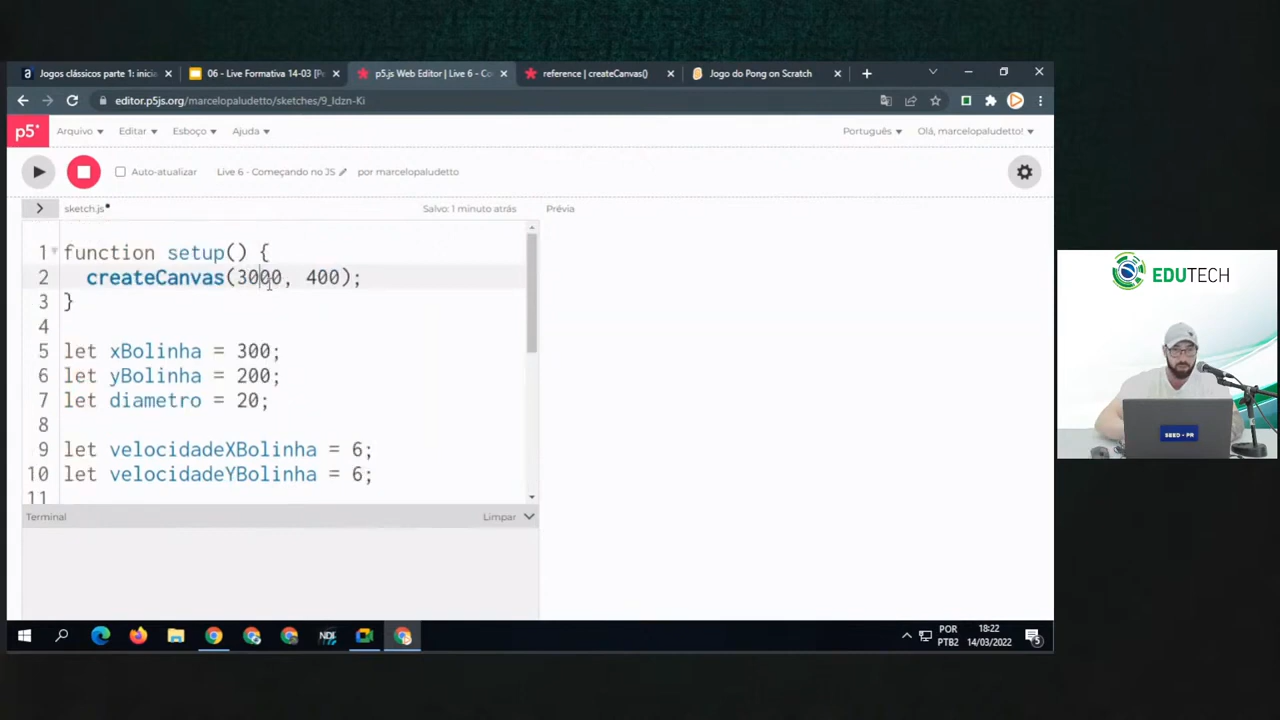 Jogos clássicos parte 1: inicia
06 - Live Formativa 14-03 [P
p5.js Web Editor | Live 6 - Co
reference | createCanvas()
Jogo do Pong on Scratch
editor.p5js.org/marcelopaludetto/sketches/9_Idzn-Ki
p5*
Arquivo
Editar
Esboço
Ajuda
Português
Olá, marcelopaludetto!
Auto-atualizar
Live 6 - Começando no JS
por marcelopaludetto
sketch.js
Salvo: 1 minuto atrás
Prévia
1 function setup() {
2 createCanvas(3000, 400);
3 }
4
5 let xBolinha = 300;
6 let yBolinha = 200;
7 let diametro = 20;
8
9 let velocidadeXBolinha = 6;
10 let velocidadeYBolinha = 6;
11
Terminal
Limpar
EDUTECH
SEED - PR
NDI
POR
PTB2
18:22
14/03/2022
5